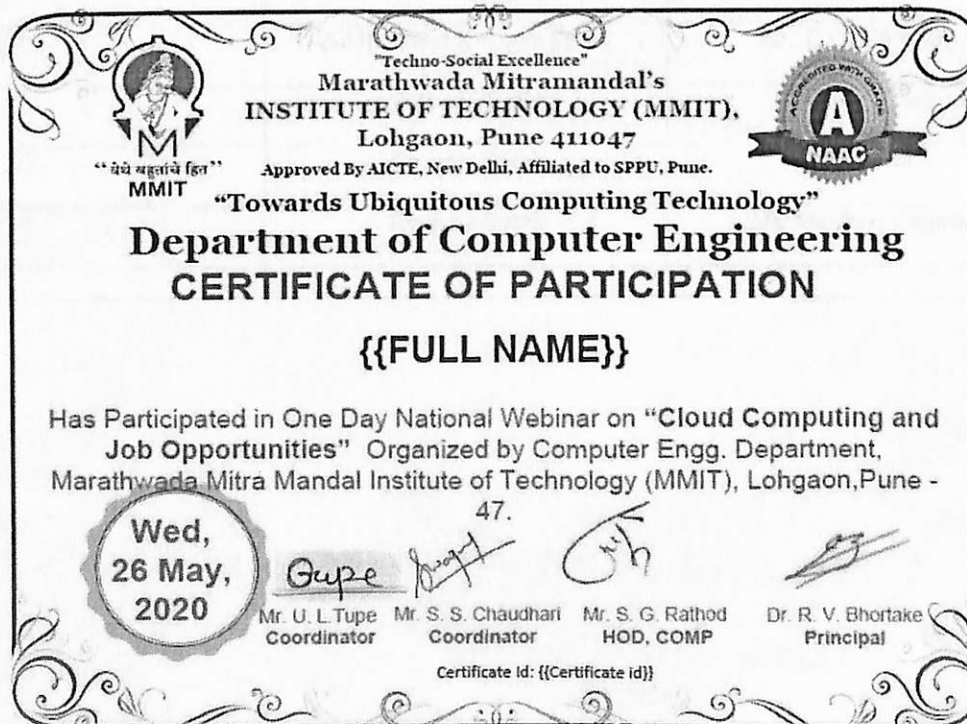 "Techno-Social Excellence"
Marathwada Mitramandal's
INSTITUTE OF TECHNOLOGY (MMIT),
Lohgaon, Pune 411047
Approved By AICTE, New Delhi, Affiliated to SPPU, Pune.
M
MMIT
ACCREDITED WITH GRADE
A
NAAC
"Towards Ubiquitous Computing Technology"
Department of Computer Engineering
CERTIFICATE OF PARTICIPATION
{{FULL NAME}}
Has Participated in One Day National Webinar on "Cloud Computing and
Job Opportunities" Organized by Computer Engg. Department,
Marathwada Mitra Mandal Institute of Technology (MMIT), Lohgaon,Pune -
47.
Wed,
26 May,
2020
Mr. U. L.Tupe
Coordinator
Mr. S. S. Chaudhari
Coordinator
Mr. S. G. Rathod
HOD, COMP
Dr. R. V. Bhortake
Principal
Certificate Id: {{Certificate id}}